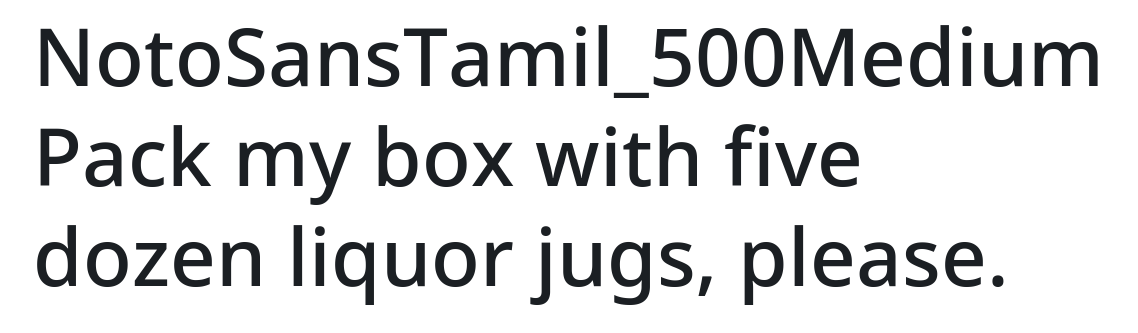 NotoSansTamil_500Medium
Pack my box with five
dozen liquor jugs, please.